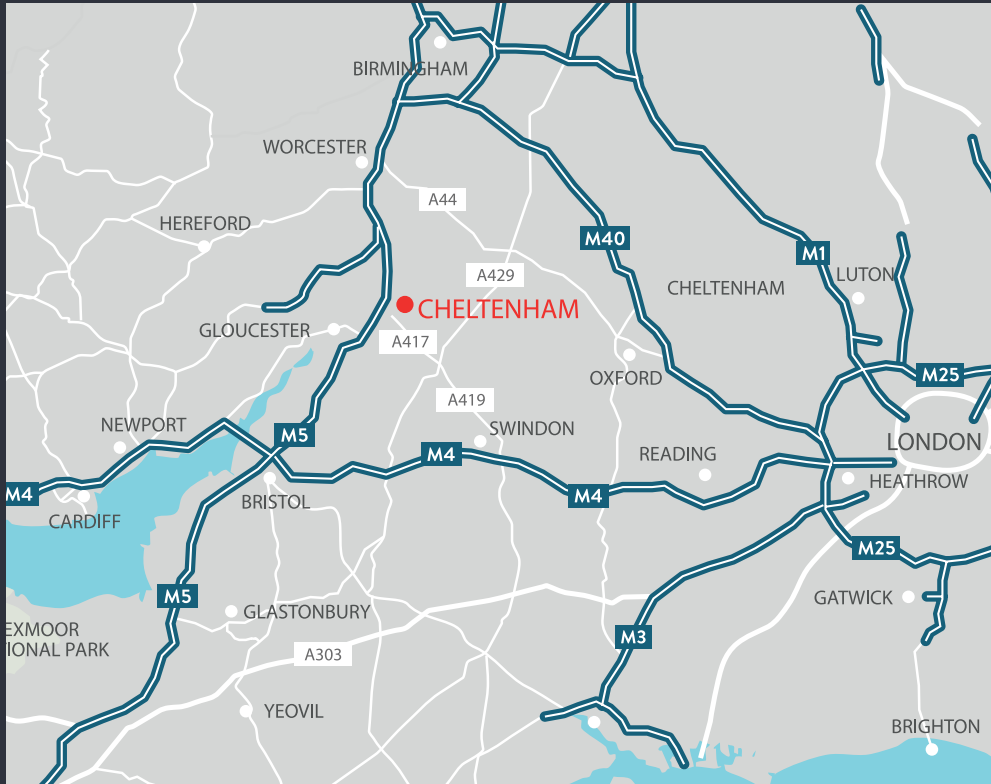 BIRMINGHAM
WORCESTER
A44
HEREFORD
M40
M1
A429
LUTON
CHELTENHAM
CHELTENHAM
GLOUCESTER
A417
OXFORD
M25
A419
NEWPORT
M5
SWINDON
LONDON
M4
READING
HEATHROW
M4
M4
BRISTOL
CARDIFF
M25
M5
GATWICK
GLASTONBURY
EXMOOR
IONAL PARK
M3
A303
YEOVIL
BRIGHTON